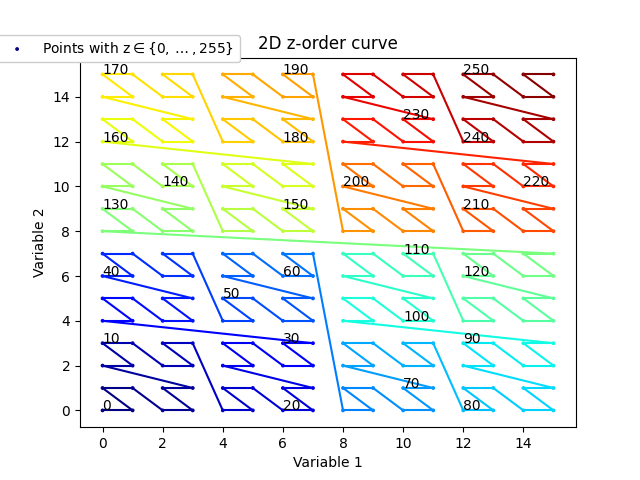 Points with z ∈ {0, … , 255}
2D z-order curve
170 190 250
230
160 180 240
140 200 220
130 150 210
110
40 60 120
50
100
10 30 90
70
0 20 80
14
12
10
8
6
4
2
0
Variable 2
0 2 4 6 8 10 12 14
Variable 1